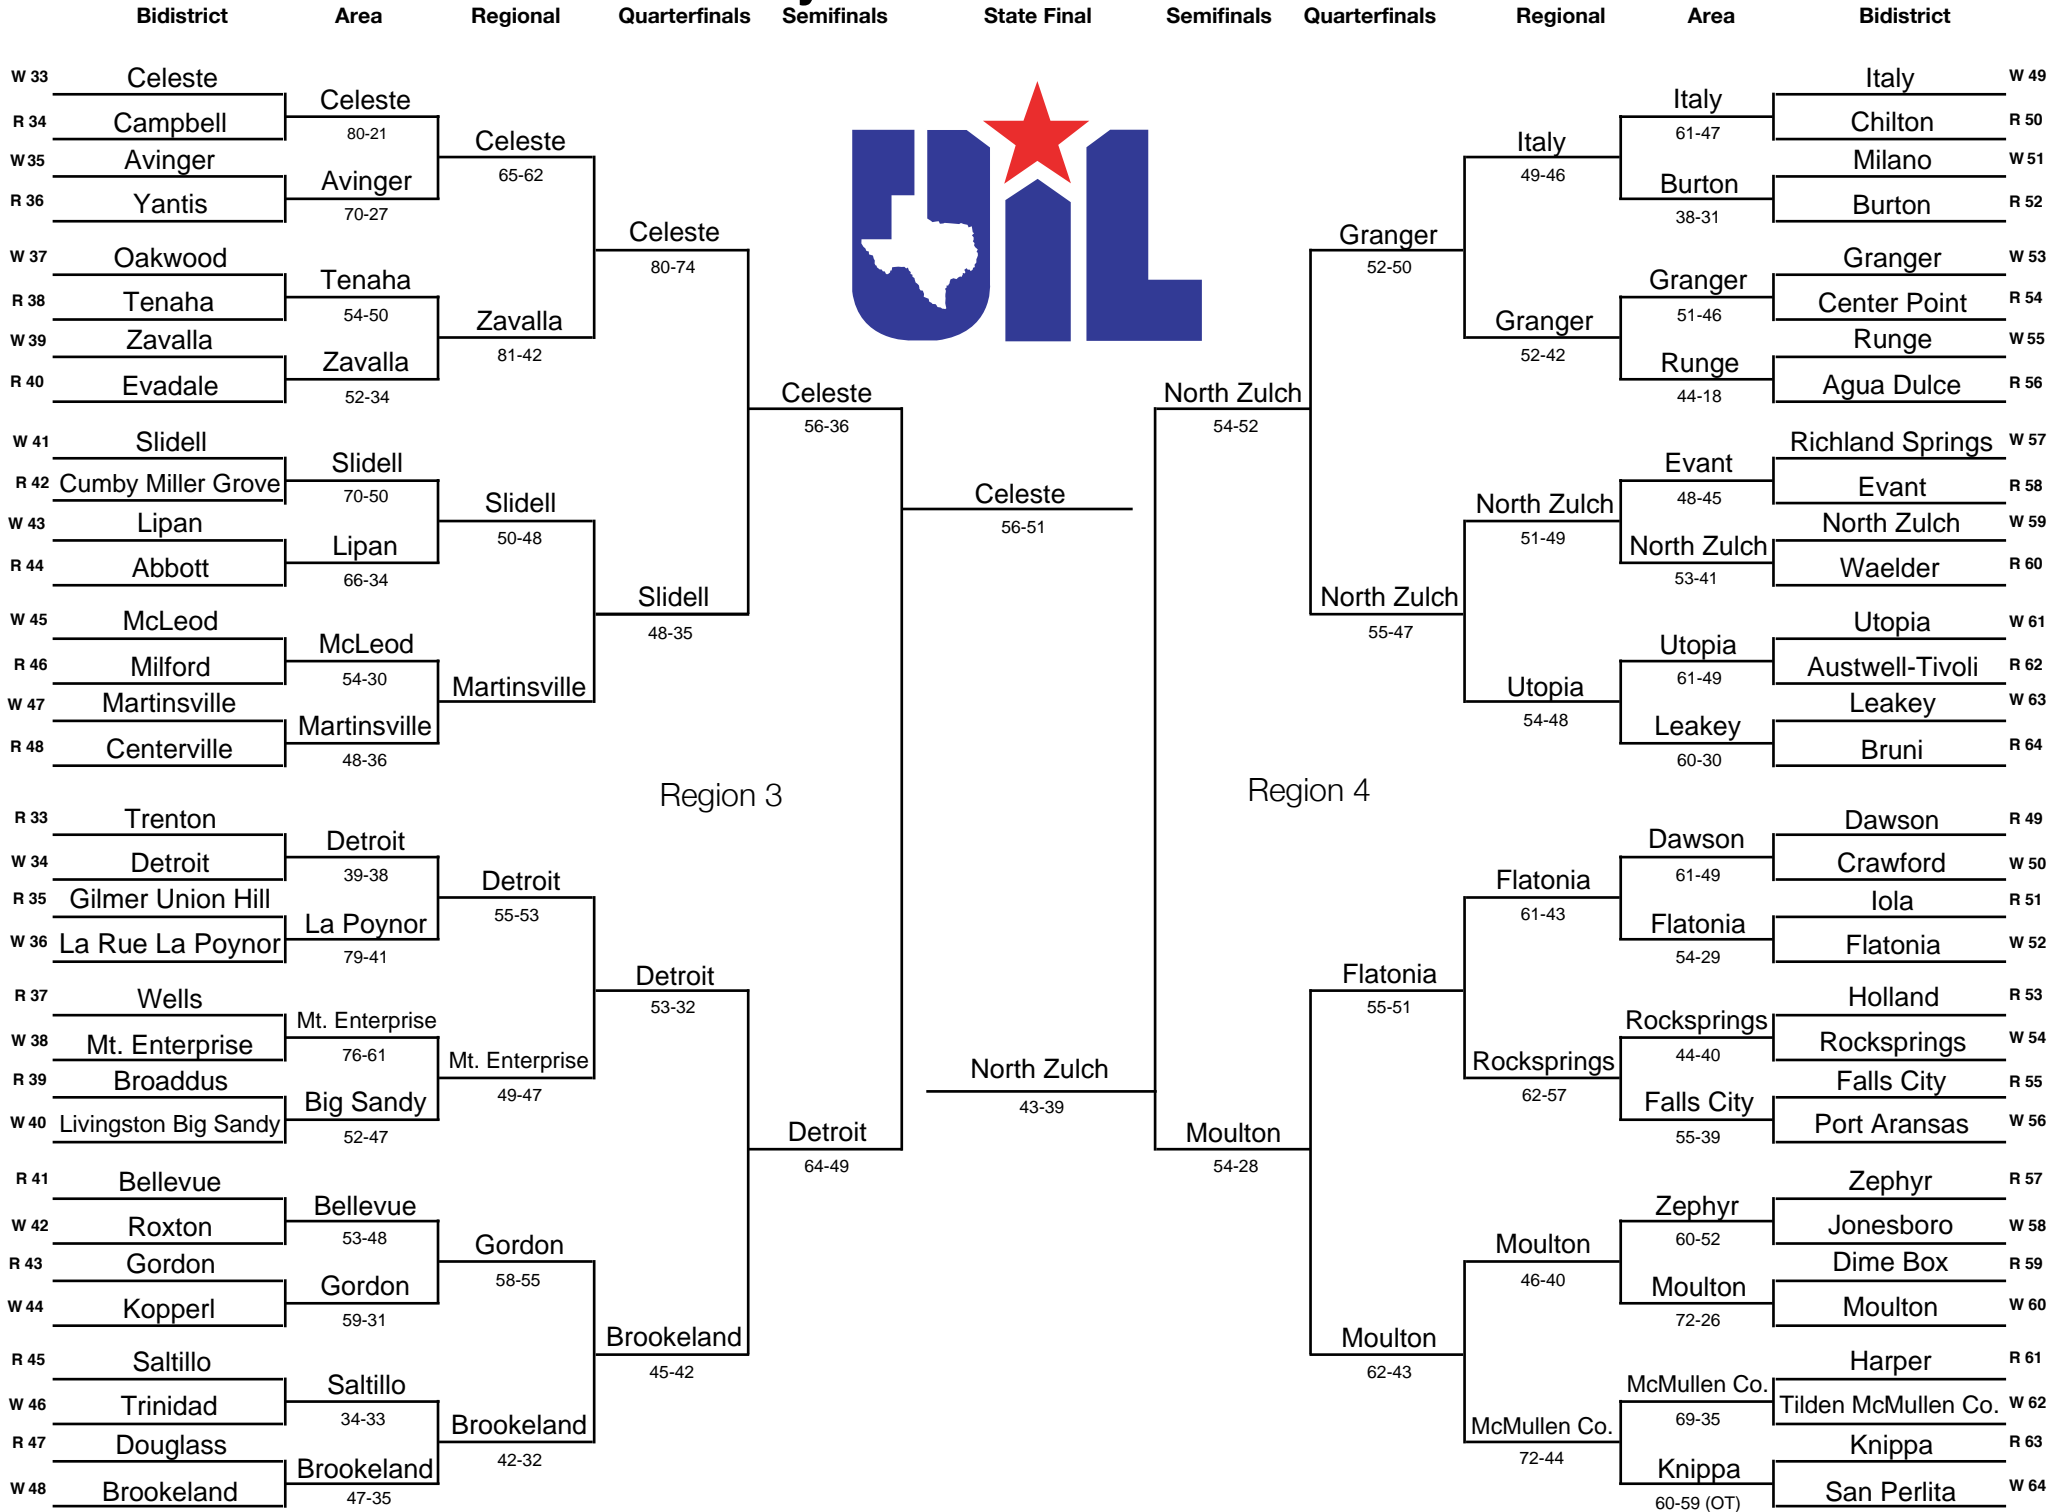 Bidistrict Area Regional Quarterfinals Semifinals State Final Semifinals Quarterfinals Regional Area Bidistrict
W 33 Celeste
Celeste
80-21
R 34 Campbell
Celeste
65-62
W 35 Avinger
Avinger
70-27
R 36 Yantis
Celeste
80-74
W 37 Oakwood
Tenaha
54-50
R 38 Tenaha
Zavalla
81-42
W 39 Zavalla
Zavalla
52-34
R 40 Evadale
Celeste
56-36
W 41 Slidell
Slidell
70-50
R 42 Cumby Miller Grove
Slidell
50-48
W 43 Lipan
Lipan
66-34
R 44 Abbott
Slidell
48-35
W 45 McLeod
McLeod
54-30
R 46 Milford
Martinsville
W 47 Martinsville
Martinsville
48-36
R 48 Centerville
Celeste
56-51
Region 3
R 33 Trenton
Detroit
39-38
W 34 Detroit
Detroit
55-53
R 35 Gilmer Union Hill
La Poynor
79-41
W 36 La Rue La Poynor
Detroit
53-32
R 37 Wells
Mt. Enterprise
76-61
W 38 Mt. Enterprise
Mt. Enterprise
49-47
R 39 Broaddus
Big Sandy
52-47
W 40 Livingston Big Sandy
Detroit
64-49
R 41 Bellevue
Bellevue
53-48
W 42 Roxton
Gordon
58-55
R 43 Gordon
Gordon
59-31
W 44 Kopperl
Brookeland
45-42
R 45 Saltillo
Saltillo
34-33
W 46 Trinidad
Brookeland
42-32
R 47 Douglass
Brookeland
47-35
W 48 Brookeland
UIL
Italy W 49
Italy
61-47
Chilton R 50
Italy
49-46
Milano W 51
Burton
38-31
Burton R 52
Granger
52-50
Granger W 53
Granger
51-46
Center Point R 54
Granger
52-42
Runge W 55
Runge
44-18
Agua Dulce R 56
North Zulch
54-52
Richland Springs W 57
Evant
48-45
Evant R 58
North Zulch
51-49
North Zulch W 59
North Zulch
53-41
Waelder R 60
North Zulch
55-47
Utopia W 61
Utopia
61-49
Austwell-Tivoli R 62
Utopia
54-48
Leakey W 63
Leakey
60-30
Bruni R 64
Region 4
Dawson R 49
Dawson
61-49
Crawford W 50
Flatonia
61-43
Iola R 51
Flatonia
54-29
Flatonia W 52
Flatonia
55-51
Holland R 53
Rocksprings
44-40
Rocksprings W 54
Rocksprings
62-57
Falls City R 55
Falls City
55-39
Port Aransas W 56
North Zulch
43-39
Moulton
54-28
Zephyr R 57
Zephyr
60-52
Jonesboro W 58
Moulton
46-40
Dime Box R 59
Moulton
72-26
Moulton W 60
Moulton
62-43
Harper R 61
McMullen Co.
69-35
Tilden McMullen Co. W 62
McMullen Co.
72-44
Knippa R 63
Knippa
60-59 (OT)
San Perlita W 64